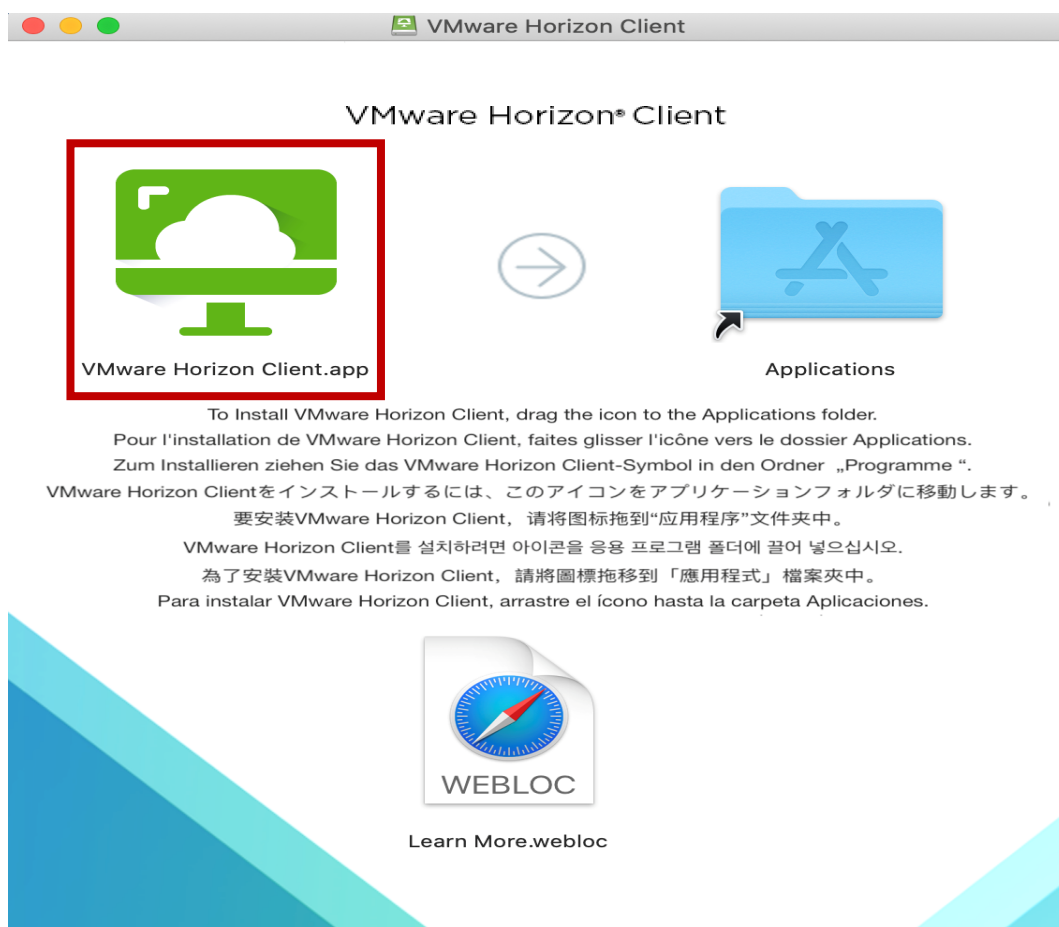 VMware Horizon Client
VMware Horizon® Client
VMware Horizon Client.app
Applications
To Install VMware Horizon Client, drag the icon to the Applications folder.
Pour l'installation de VMware Horizon Client, faites glisser l'icône vers le dossier Applications.
Zum Installieren ziehen Sie das VMware Horizon Client-Symbol in den Ordner „Programme “.
VMware Horizon Clientをインストールするには、このアイコンをアプリケーションフォルダに移動します。
要安装VMware Horizon Client，请将图标拖到“应用程序”文件夹中。
VMware Horizon Client를 설치하려면 아이콘을 응용 프로그램 폴더에 끌어 넣으십시오.
為了安裝VMware Horizon Client，請將圖標拖移到「應用程式」檔案夾中。
Para instalar VMware Horizon Client, arrastre el ícono hasta la carpeta Aplicaciones.
WEBLOC
Learn More.webloc